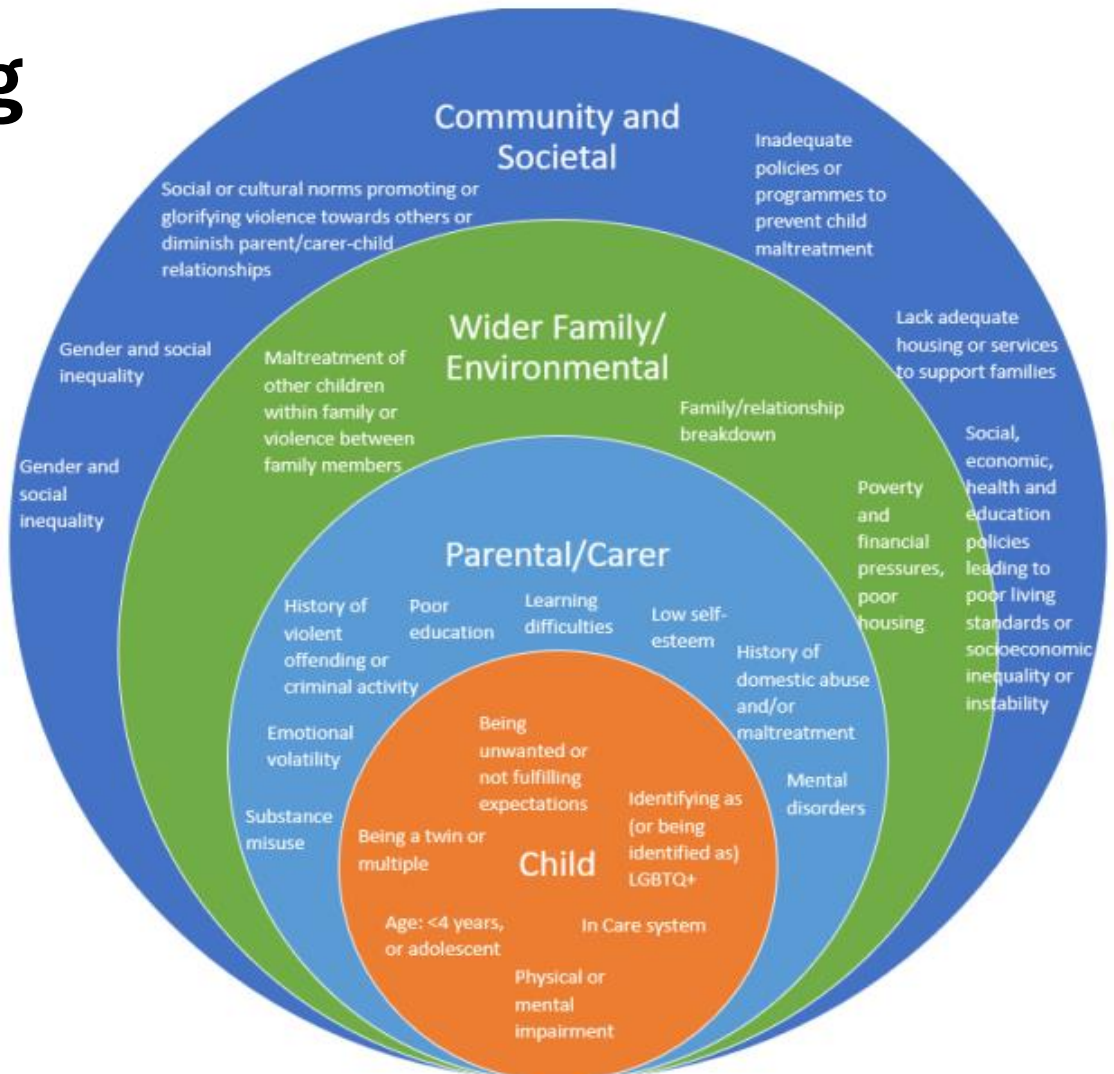 g
Community and
Societal
Inadequate
policies or
programmes to
prevent child
maltreatment
Social or cultural norms promoting or
glorifying violence towards others or
diminish parent/carer-child
relationships
Lack adequate
housing or services
to support families
Gender and social
inequality
Gender and
social
inequality
Social,
economic,
health and
education
policies
leading to
poor living
standards or
socioeconomic
inequality or
instability
Wider Family/
Environmental
Maltreatment of
other children
within family or
violence between
family members
Family/relationship
breakdown
Poverty
and
financial
pressures,
poor
housing
Parental/Carer
History of
violent
offending or
criminal activity
Poor
education
Learning
difficulties
Low self-
esteem
History of
domestic abuse
and/or
maltreatment
Emotional
volatility
Mental
disorders
Substance
misuse
Being
unwanted or
not fulfilling
expectations
Identifying as
(or being
identified as)
LGBTQ+
Being a twin or
multiple
Child
Age: <4 years,
or adolescent
In Care system
Physical or
mental
impairment